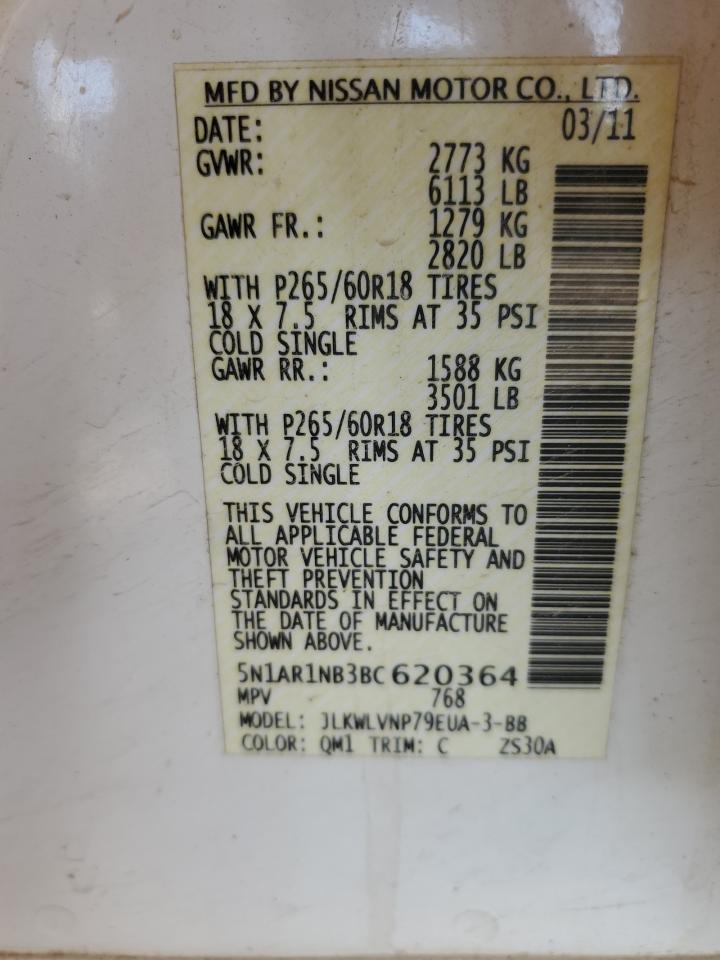 MFD BY NISSAN MOTOR CO., LTD.
DATE: 03/11
GVWR: 2773 KG
6113 LB
GAWR FR.: 1279 KG
2820 LB
WITH P265/60R18 TIRES
18 X 7.5 RIMS AT 35 PSI
COLD SINGLE
GAWR RR.: 1588 KG
3501 LB
WITH P265/60R18 TIRES
18 X 7.5 RIMS AT 35 PSI
COLD SINGLE
THIS VEHICLE CONFORMS TO
ALL APPLICABLE FEDERAL
MOTOR VEHICLE SAFETY AND
THEFT PREVENTION
STANDARDS IN EFFECT ON
THE DATE OF MANUFACTURE
SHOWN ABOVE.
5N1AR1NB3BC620364
MPV 768
MODEL: JLKWLVNP79EUA-3-BB
COLOR: QM1 TRIM: C ZS30A